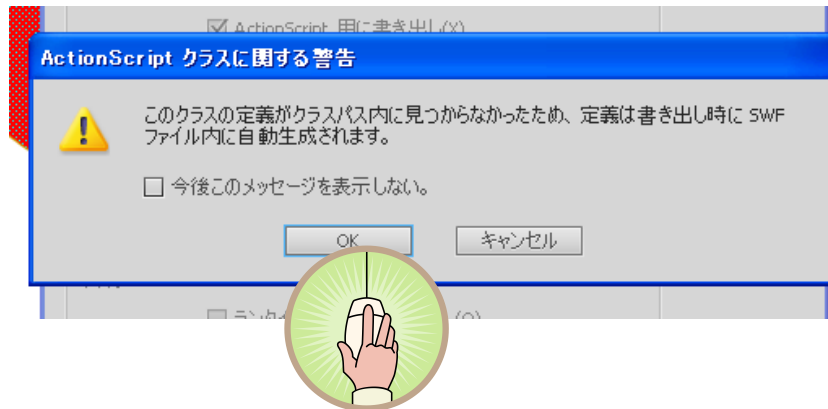 ActionScript 用に書き出し(X)
ActionScript クラスに関する警告
このクラスの定義がクラスパス内に見つからなかったため、定義は書き出し時に SWF
ファイル内に自動生成されます。
今後このメッセージを表示しない。
OK
キャンセル
(O)